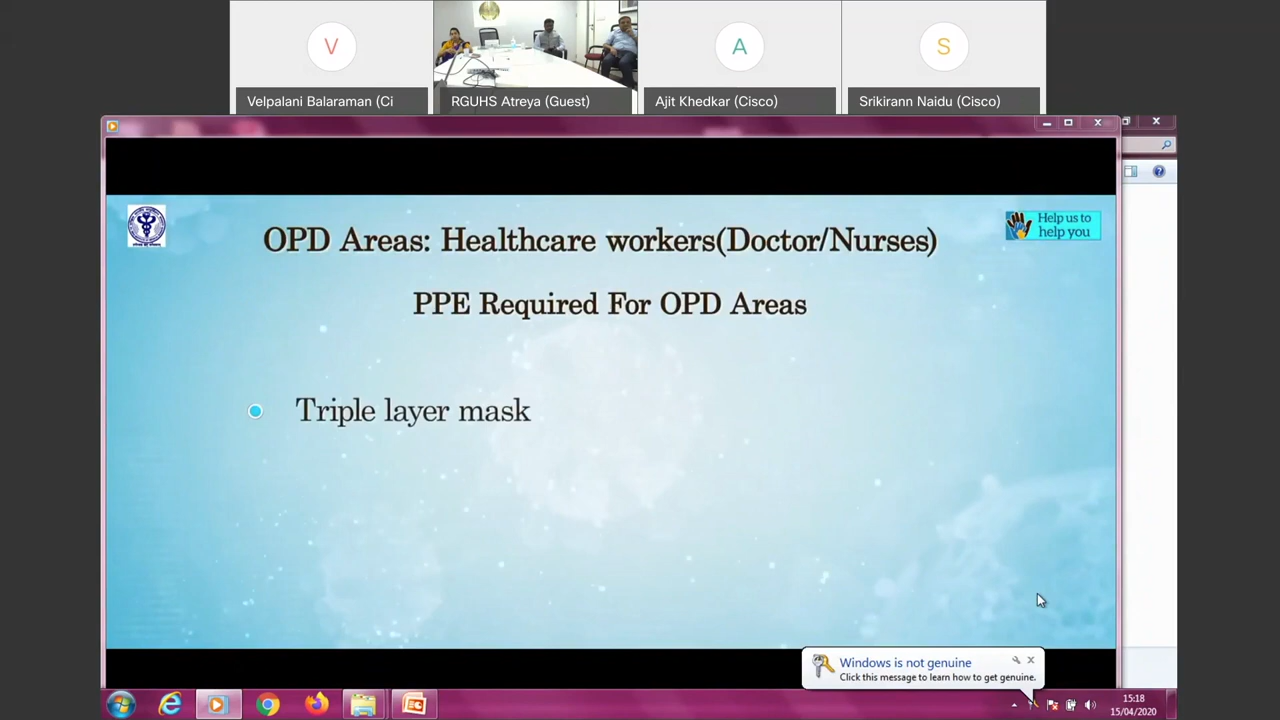 V
A
S
Velpalani Balaraman (Ci
RGUHS Atreya (Guest)
Ajit Khedkar (Cisco)
Srikirann Naidu (Cisco)
Help us to
help you
OPD Areas: Healthcare workers(Doctor/Nurses)
PPE Required For OPD Areas
Triple layer mask
Windows is not genuine
Click this message to learn how to get genuine.
15:18
15/04/2020